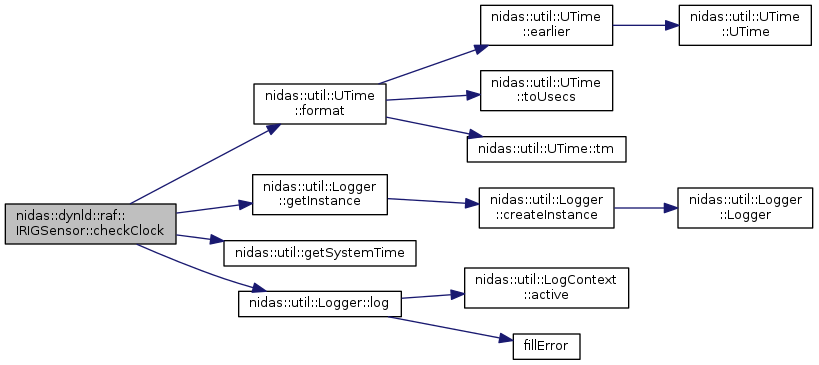 nidas::dynld::raf::
IRIGSensor::checkClock
nidas::util::UTime
::format
nidas::util::UTime
::earlier
nidas::util::UTime
::UTime
nidas::util::UTime
::toUsecs
nidas::util::UTime::tm
nidas::util::Logger
::getInstance
nidas::util::Logger
::createInstance
nidas::util::Logger
::Logger
nidas::util::getSystemTime
nidas::util::Logger::log
nidas::util::LogContext
::active
fillError